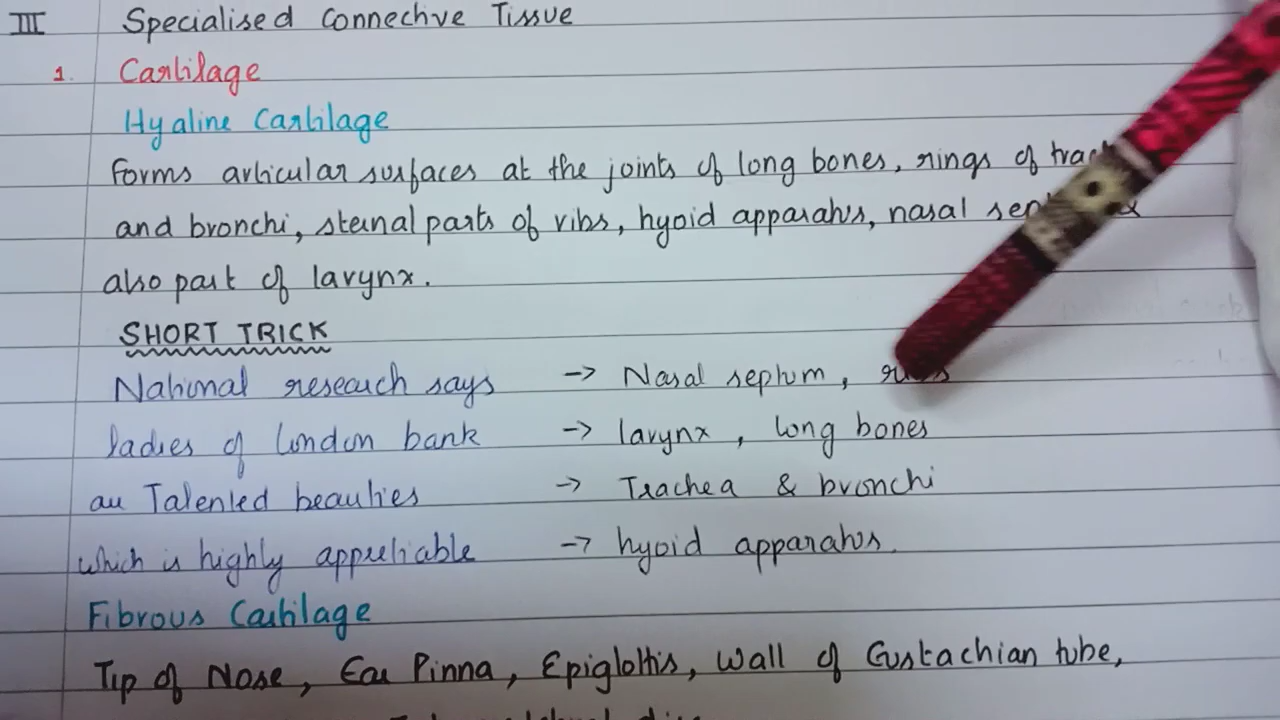 III Specialised Connective Tissue
1. Cartilage
Hyaline Cartilage
Forms articular surfaces at the joints of long bones, rings of
and bronchi, sternal parts of ribs, hyoid apparatus, nasal
also part of larynx.
SHORT TRICK
National research says -> Nasal septum,
ladies of London bank -> larynx, long bones
are Talented beauties -> Trachea & bronchi
which is highly appreciable -> hyoid apparatus.
Fibrous Cartilage
Tip of Nose, Ear Pinna, Epiglottis, Wall of Eustachian tube,